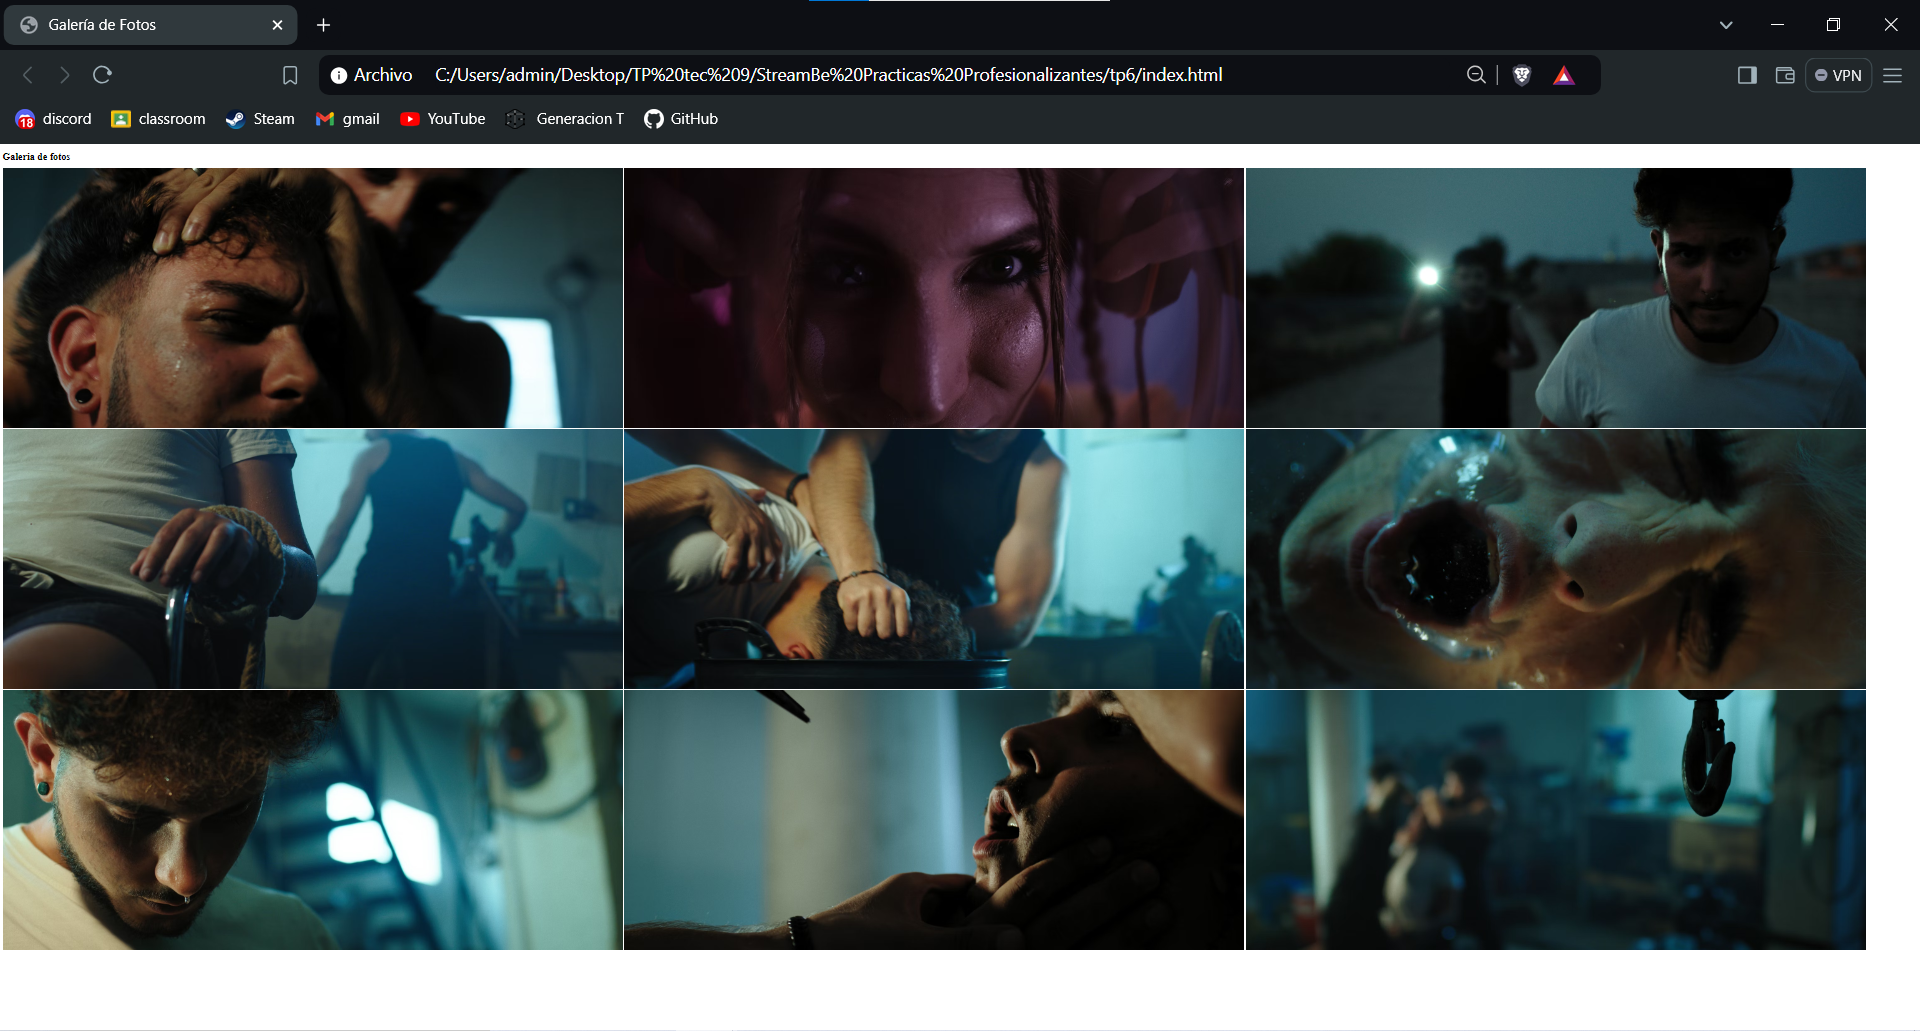 Galería de Fotos
Archivo C:/Users/admin/Desktop/TP%20tec%209/StreamBe%20Practicas%20Profesionalizantes/tp6/index.html
VPN
18 discord classroom Steam gmail YouTube Generacion T GitHub
Galeria de fotos